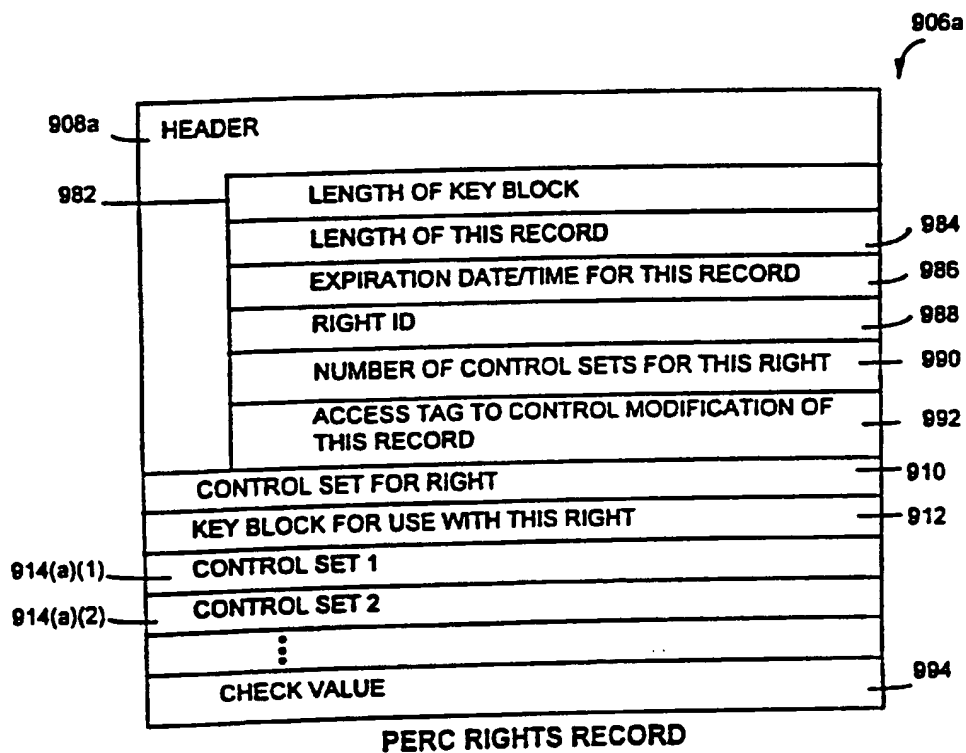 906a
908a
HEADER
982
LENGTH OF KEY BLOCK
LENGTH OF THIS RECORD
984
EXPIRATION DATE/TIME FOR THIS RECORD
986
RIGHT ID
988
NUMBER OF CONTROL SETS FOR THIS RIGHT
990
ACCESS TAG TO CONTROL MODIFICATION OF
THIS RECORD
992
CONTROL SET FOR RIGHT
910
KEY BLOCK FOR USE WITH THIS RIGHT
912
914(a)(1)
CONTROL SET 1
914(a)(2)
CONTROL SET 2
CHECK VALUE
994
PERC RIGHTS RECORD